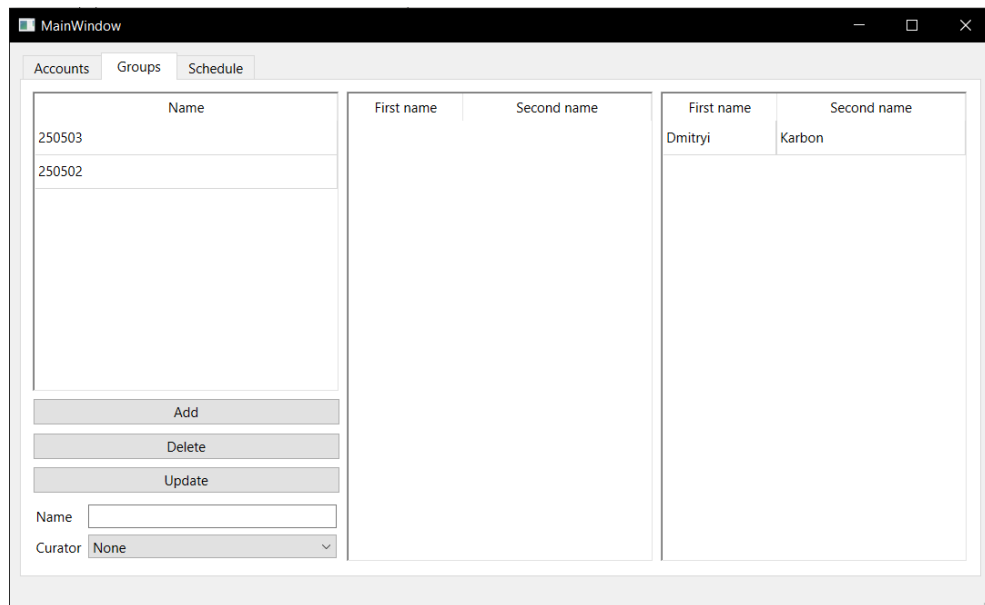 MainWindow
Accounts Groups Schedule
Name First name Second name First name Second name
250503 Dmitryi Karbon
250502
Add
Delete
Update
Name
Curator None